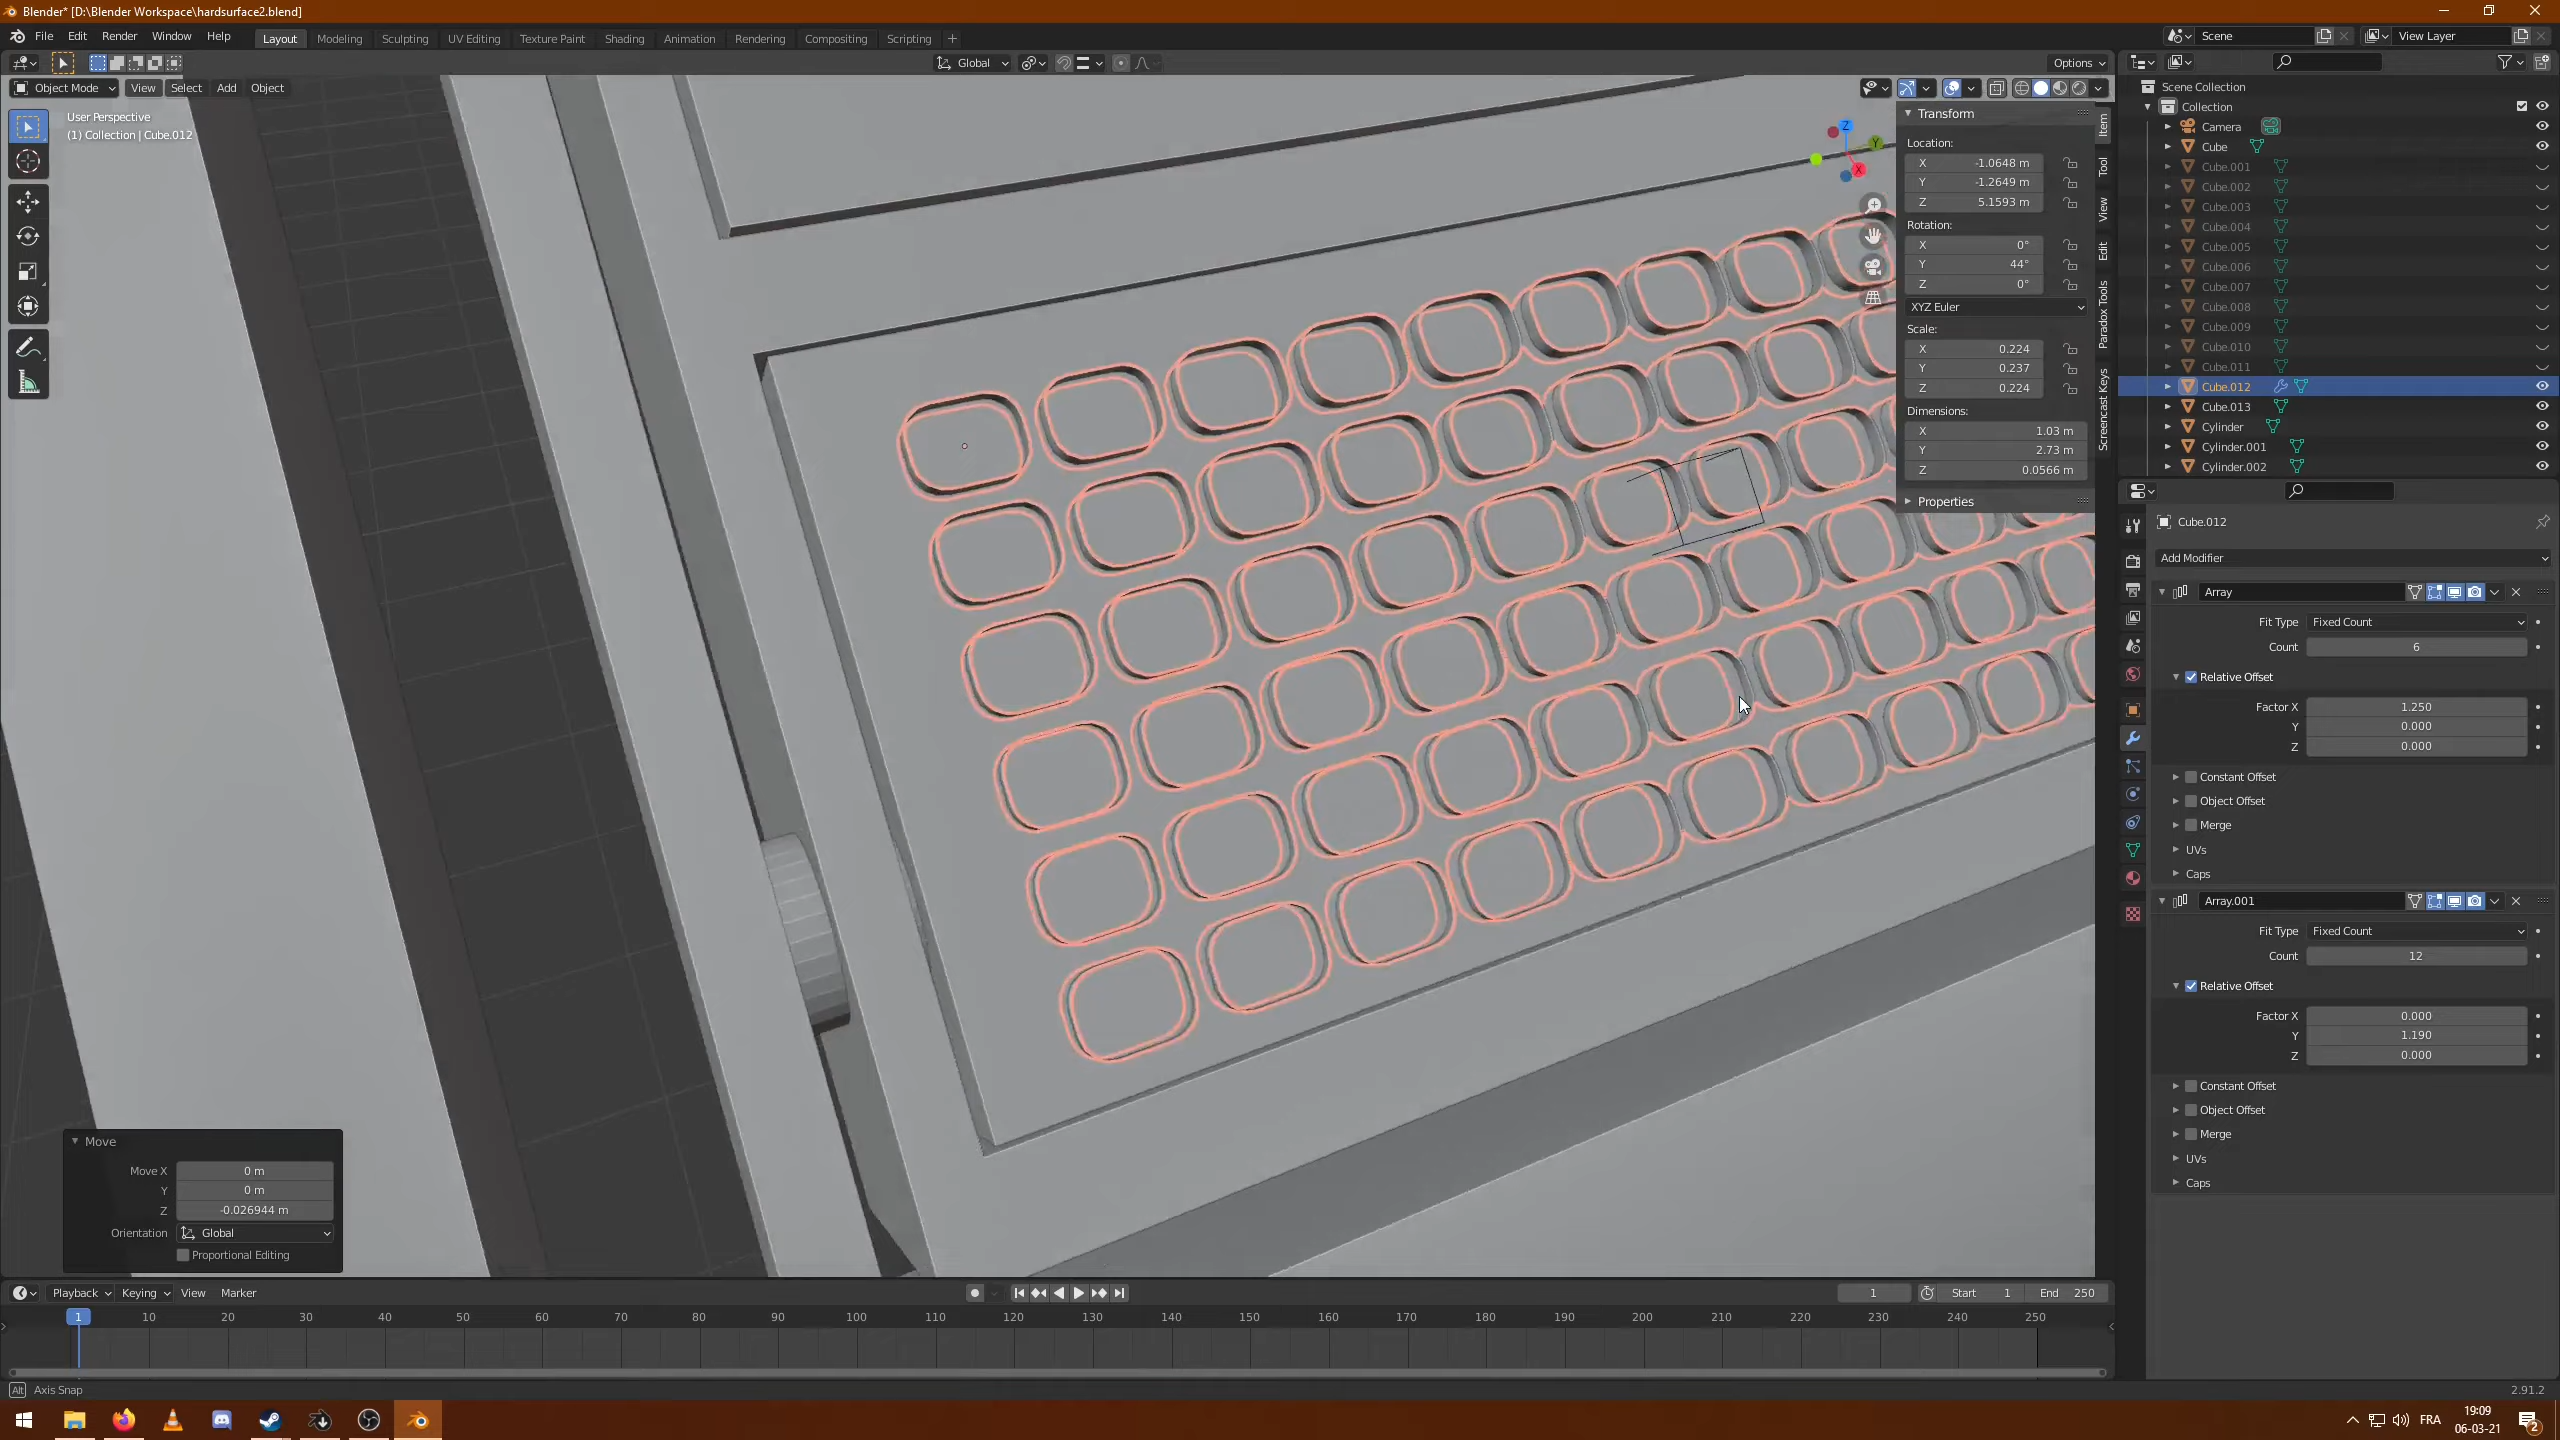 Blender* [D:\Blender Workspace\hardsurface2.blend]
File Edit Render Window Help Layout Modeling Sculpting UV Editing Texture Paint Shading Animation Rendering Compositing Scripting + Scene View Layer
Global Options
Object Mode View Select Add Object
User Perspective
(1) Collection | Cube.012
Z
Y
X
Transform
Location:
X -1.0648 m
Y -1.2649 m
Z 5.1593 m
Rotation:
X 0°
Y 44°
Z 0°
XYZ Euler
Scale:
X 0.224
Y 0.237
Z 0.224
Dimensions:
X 1.03 m
Y 2.73 m
Z 0.0566 m
Properties
Item
Tool
View
Edit
Paradox Tools
Screencast Keys
Scene Collection
Collection
Camera
Cube
Cube.001
Cube.002
Cube.003
Cube.004
Cube.005
Cube.006
Cube.007
Cube.008
Cube.009
Cube.010
Cube.011
Cube.012
Cube.013
Cylinder
Cylinder.001
Cylinder.002
Cube.012
Add Modifier
Array
Fit Type Fixed Count
Count 6
Relative Offset
Factor X 1.250
Y 0.000
Z 0.000
Constant Offset
Object Offset
Merge
UVs
Caps
Array.001
Fit Type Fixed Count
Count 12
Relative Offset
Factor X 0.000
Y 1.190
Z 0.000
Constant Offset
Object Offset
Merge
UVs
Caps
Move
Move X 0 m
Y 0 m
Z -0.026944 m
Orientation Global
Proportional Editing
Playback Keying View Marker 1 Start 1 End 250
1 10 20 30 40 50 60 70 80 90 100 110 120 130 140 150 160 170 180 190 200 210 220 230 240 250
Alt Axis Snap 2.91.2
FRA
19:09
06-03-21
2